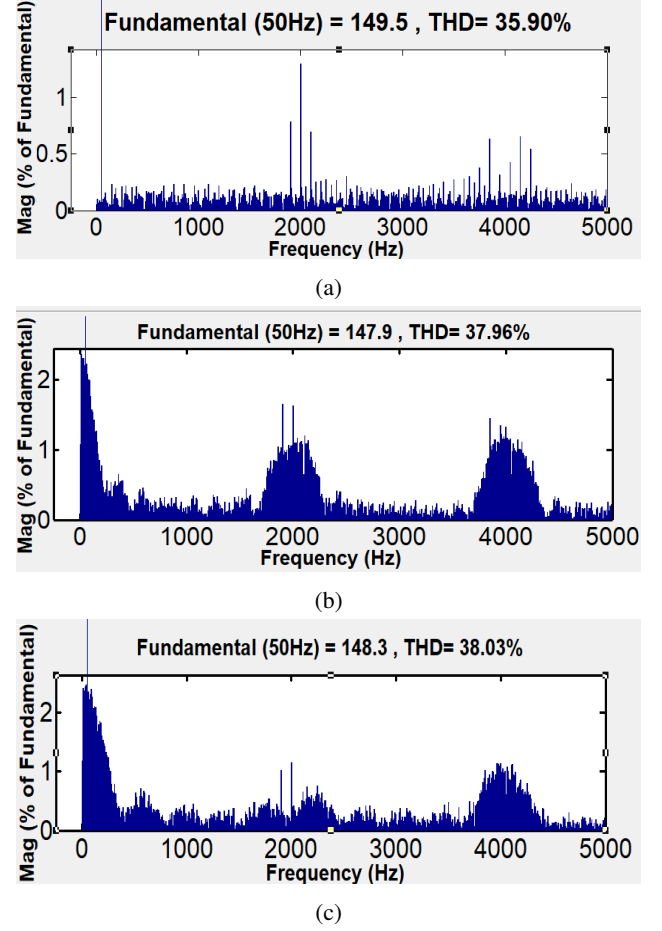 Fundamental (50Hz) = 149.5 , THD= 35.90%
Mag (% of Fundamental)
1
0.5
0
0 1000 2000 3000 4000 5000
Frequency (Hz)
(a)
Fundamental (50Hz) = 147.9 , THD= 37.96%
Mag (% of Fundamental)
2
1
0
0 1000 2000 3000 4000 5000
Frequency (Hz)
(b)
Fundamental (50Hz) = 148.3 , THD= 38.03%
Mag (% of Fundamental)
2
1
0
0 1000 2000 3000 4000 5000
Frequency (Hz)
(c)